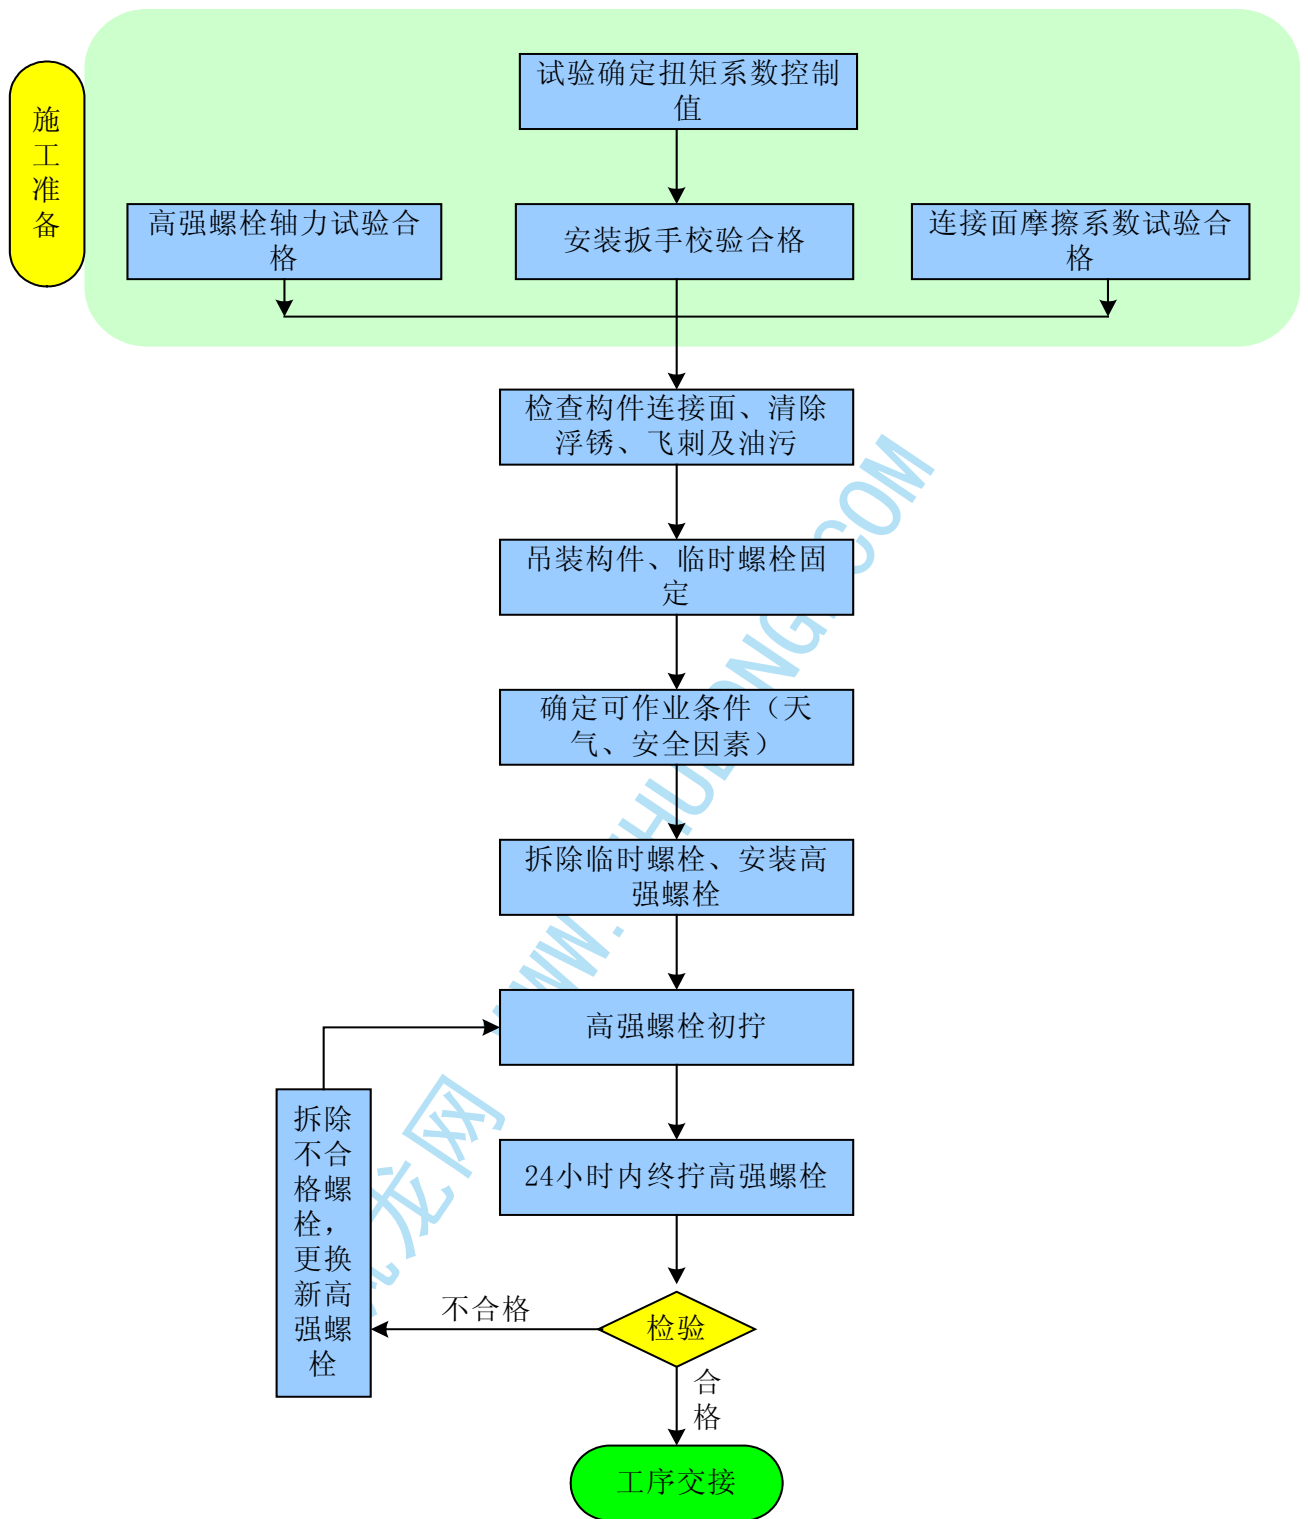 试验确定扭矩系数控制
值
施
工
准
备
高强螺栓轴力试验合
格
安装扳手校验合格
连接面摩擦系数试验合
格
检查构件连接面、清除
浮锈、飞刺及油污
吊装构件、临时螺栓固
定
确定可作业条件（天
气、安全因素）
拆除临时螺栓、安装高
强螺栓
高强螺栓初拧
拆除
不合
格螺
栓，
更换
新高
强螺
栓
24小时内终拧高强螺栓
不合格
检验
合
格
工序交接